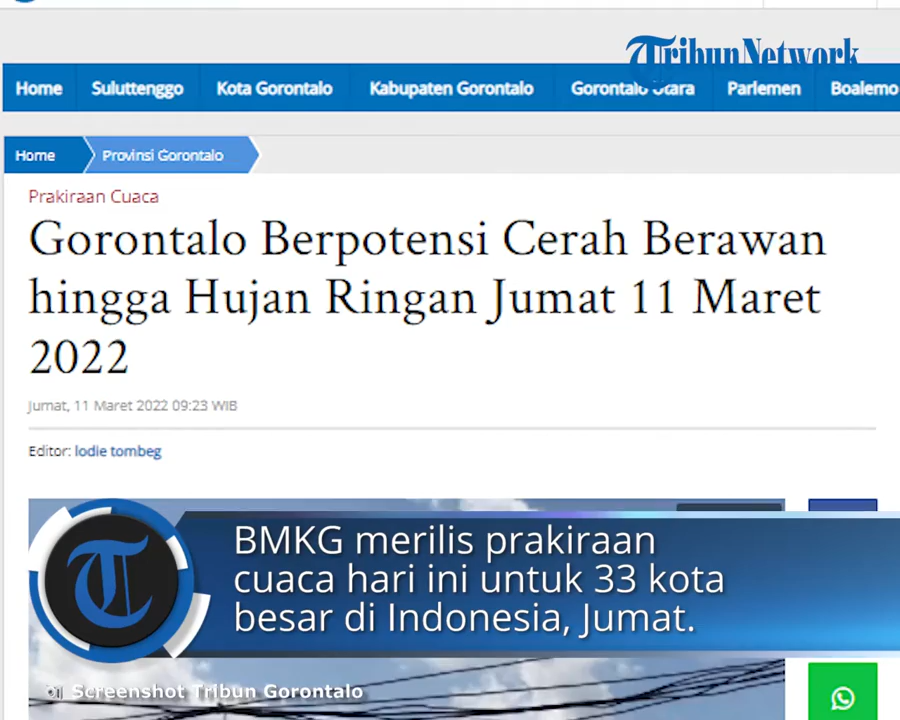 TribunNetwork
Home Suluttenggo Kota Gorontalo Kabupaten Gorontalo Gorontalo Utara Parlemen Boalemo
Home Provinsi Gorontalo
Prakiraan Cuaca
Gorontalo Berpotensi Cerah Berawan
hingga Hujan Ringan Jumat 11 Maret
2022
Jumat, 11 Maret 2022 09:23 WIB
Editor: lodie tombeg
BMKG merilis prakiraan
cuaca hari ini untuk 33 kota
besar di Indonesia, Jumat.
T
Screenshot Tribun Gorontalo